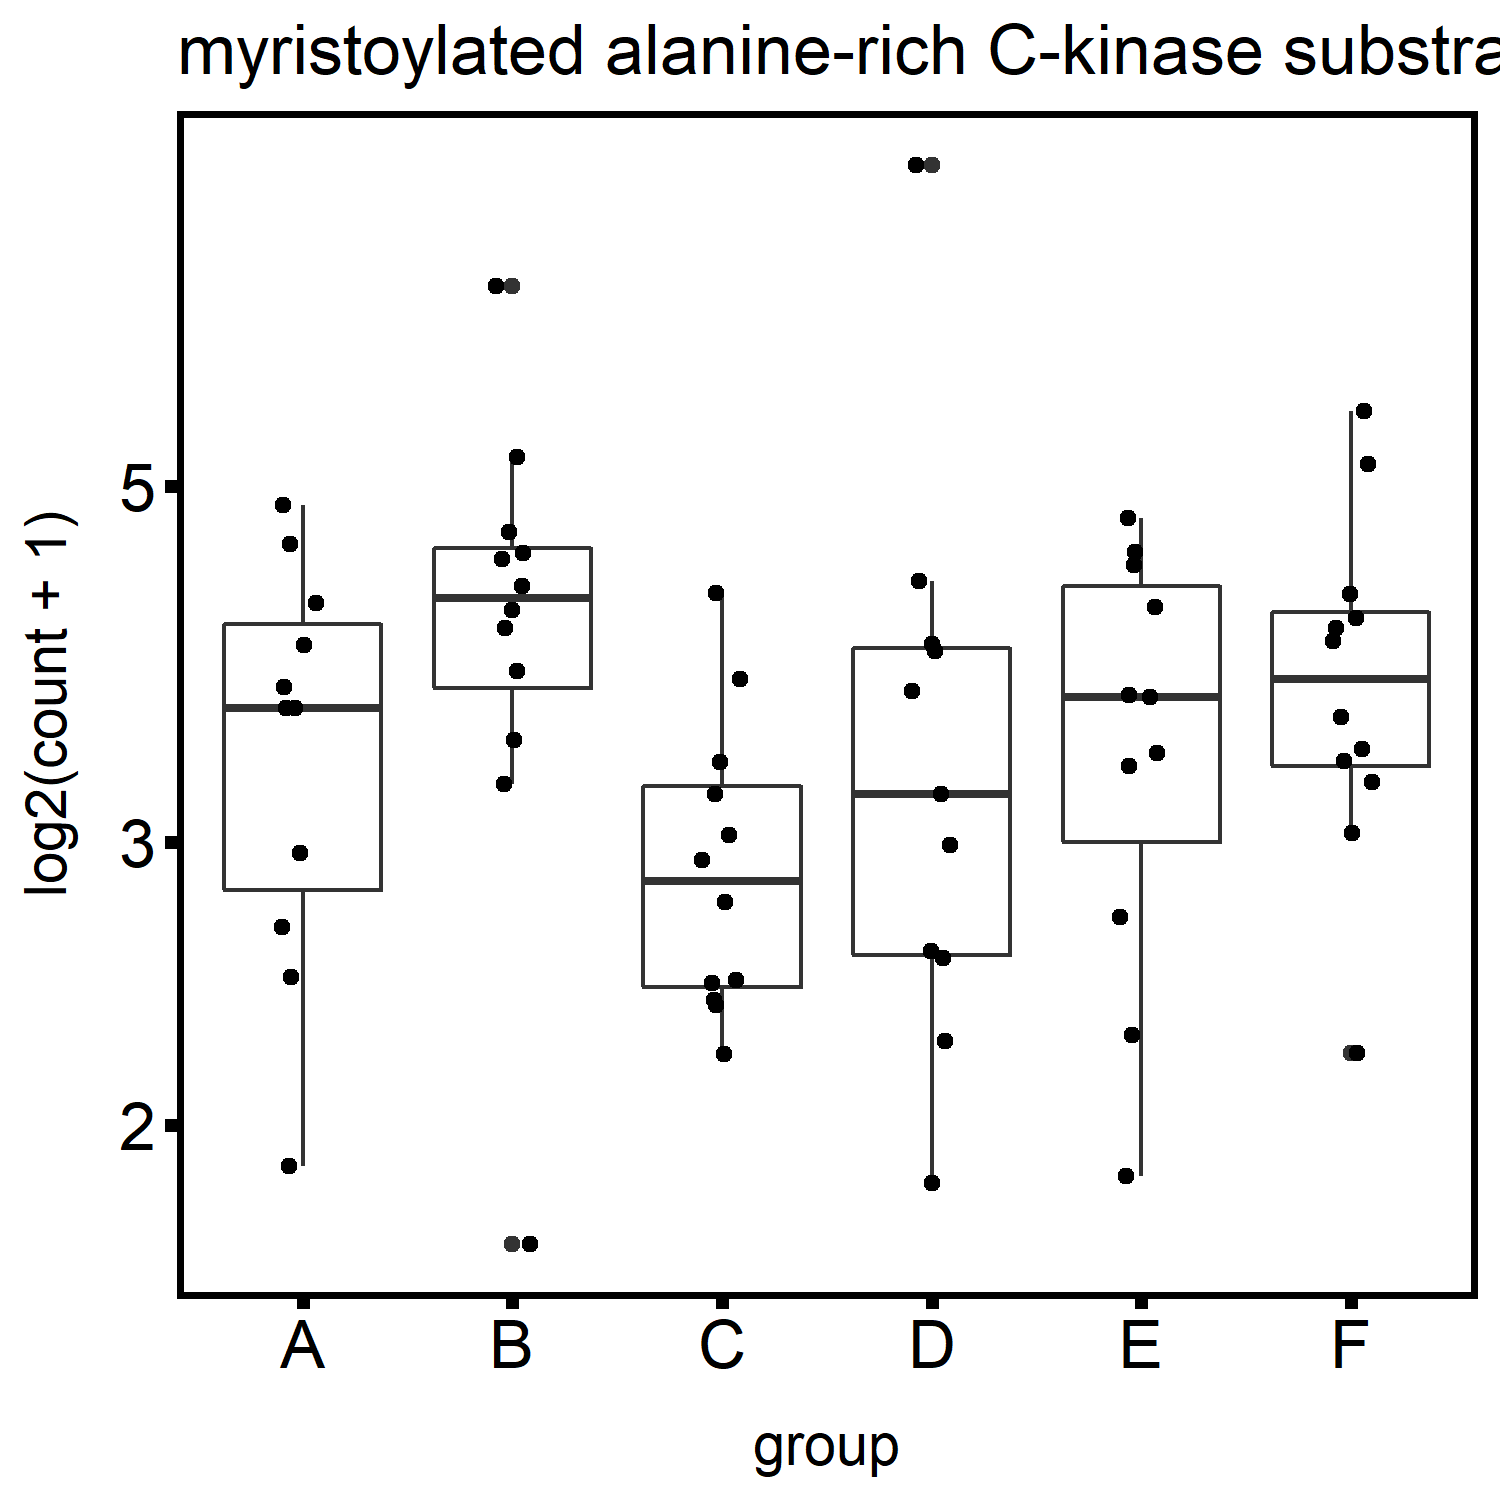 myristoylated alanine-rich C-kinase substra
log2(count + 1)
5
3
2
A B C D E F
group